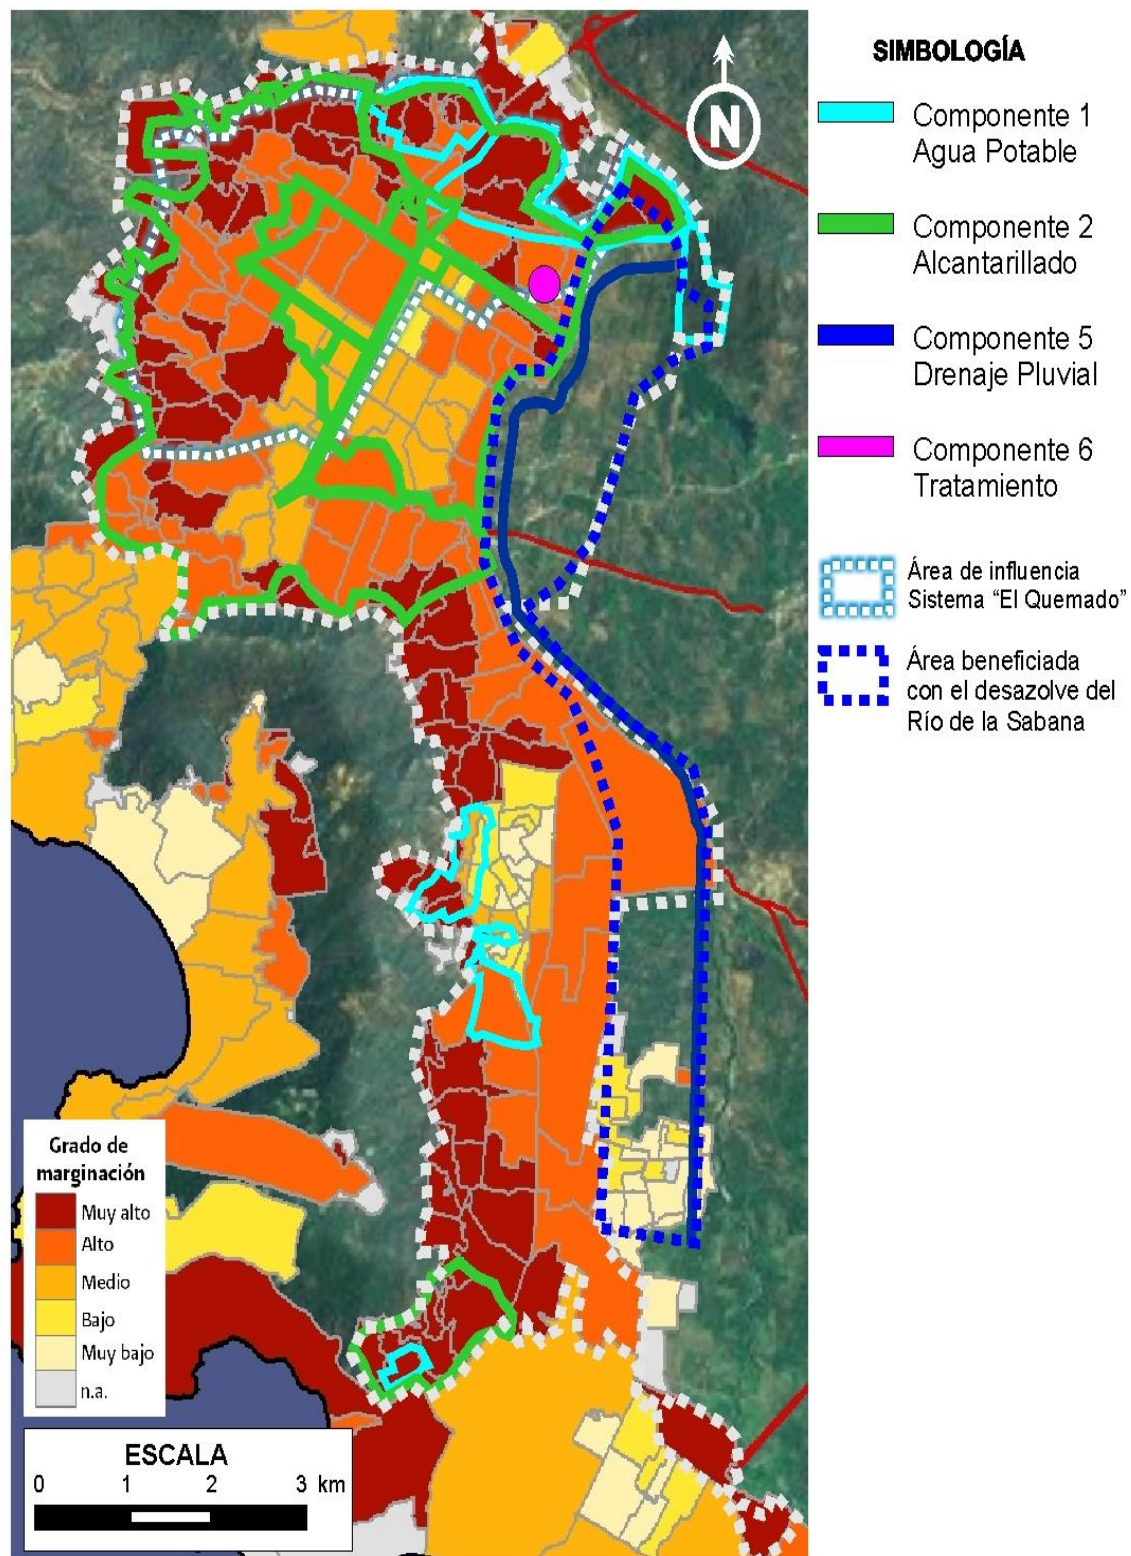 N
SIMBOLOGÍA
Componente 1
Agua Potable
Componente 2
Alcantarillado
Componente 5
Drenaje Pluvial
Componente 6
Tratamiento
Área de influencia
Sistema “El Quemado”
Área beneficiada
con el desazolve del
Río de la Sabana
Grado de
marginación
Muy alto
Alto
Medio
Bajo
Muy bajo
n.a.
ESCALA
0 1 2 3 km